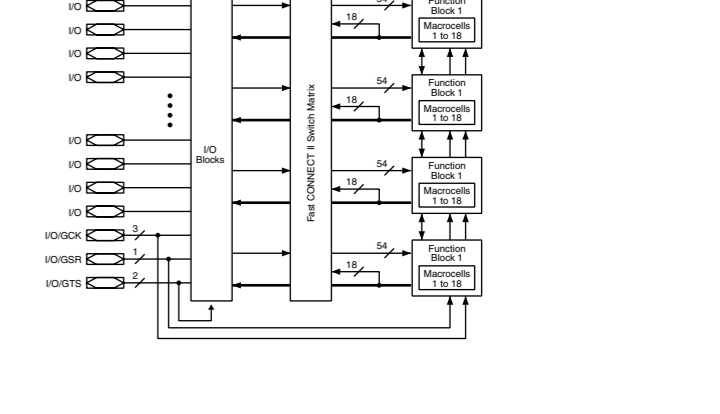 I/O
I/O
I/O
I/O
I/O
I/O
I/O
I/O
I/O/GCK
I/O/GSR
I/O/GTS
3
1
2
I/O
Blocks
Fast CONNECT II Switch Matrix
54
18
Function
Block 1
Macrocells
1 to 18
54
18
Function
Block 1
Macrocells
1 to 18
54
18
Function
Block 1
Macrocells
1 to 18
54
18
Function
Block 1
Macrocells
1 to 18